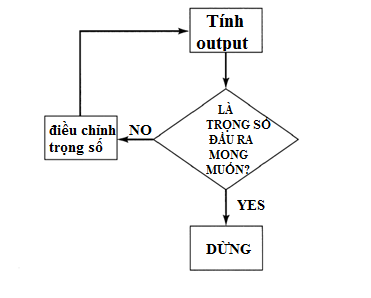 Tính
output
LÀ
TRỌNG SỐ
ĐẦU RA
MONG
MUỐN?
NO
điều chỉnh
trọng số
YES
DỪNG